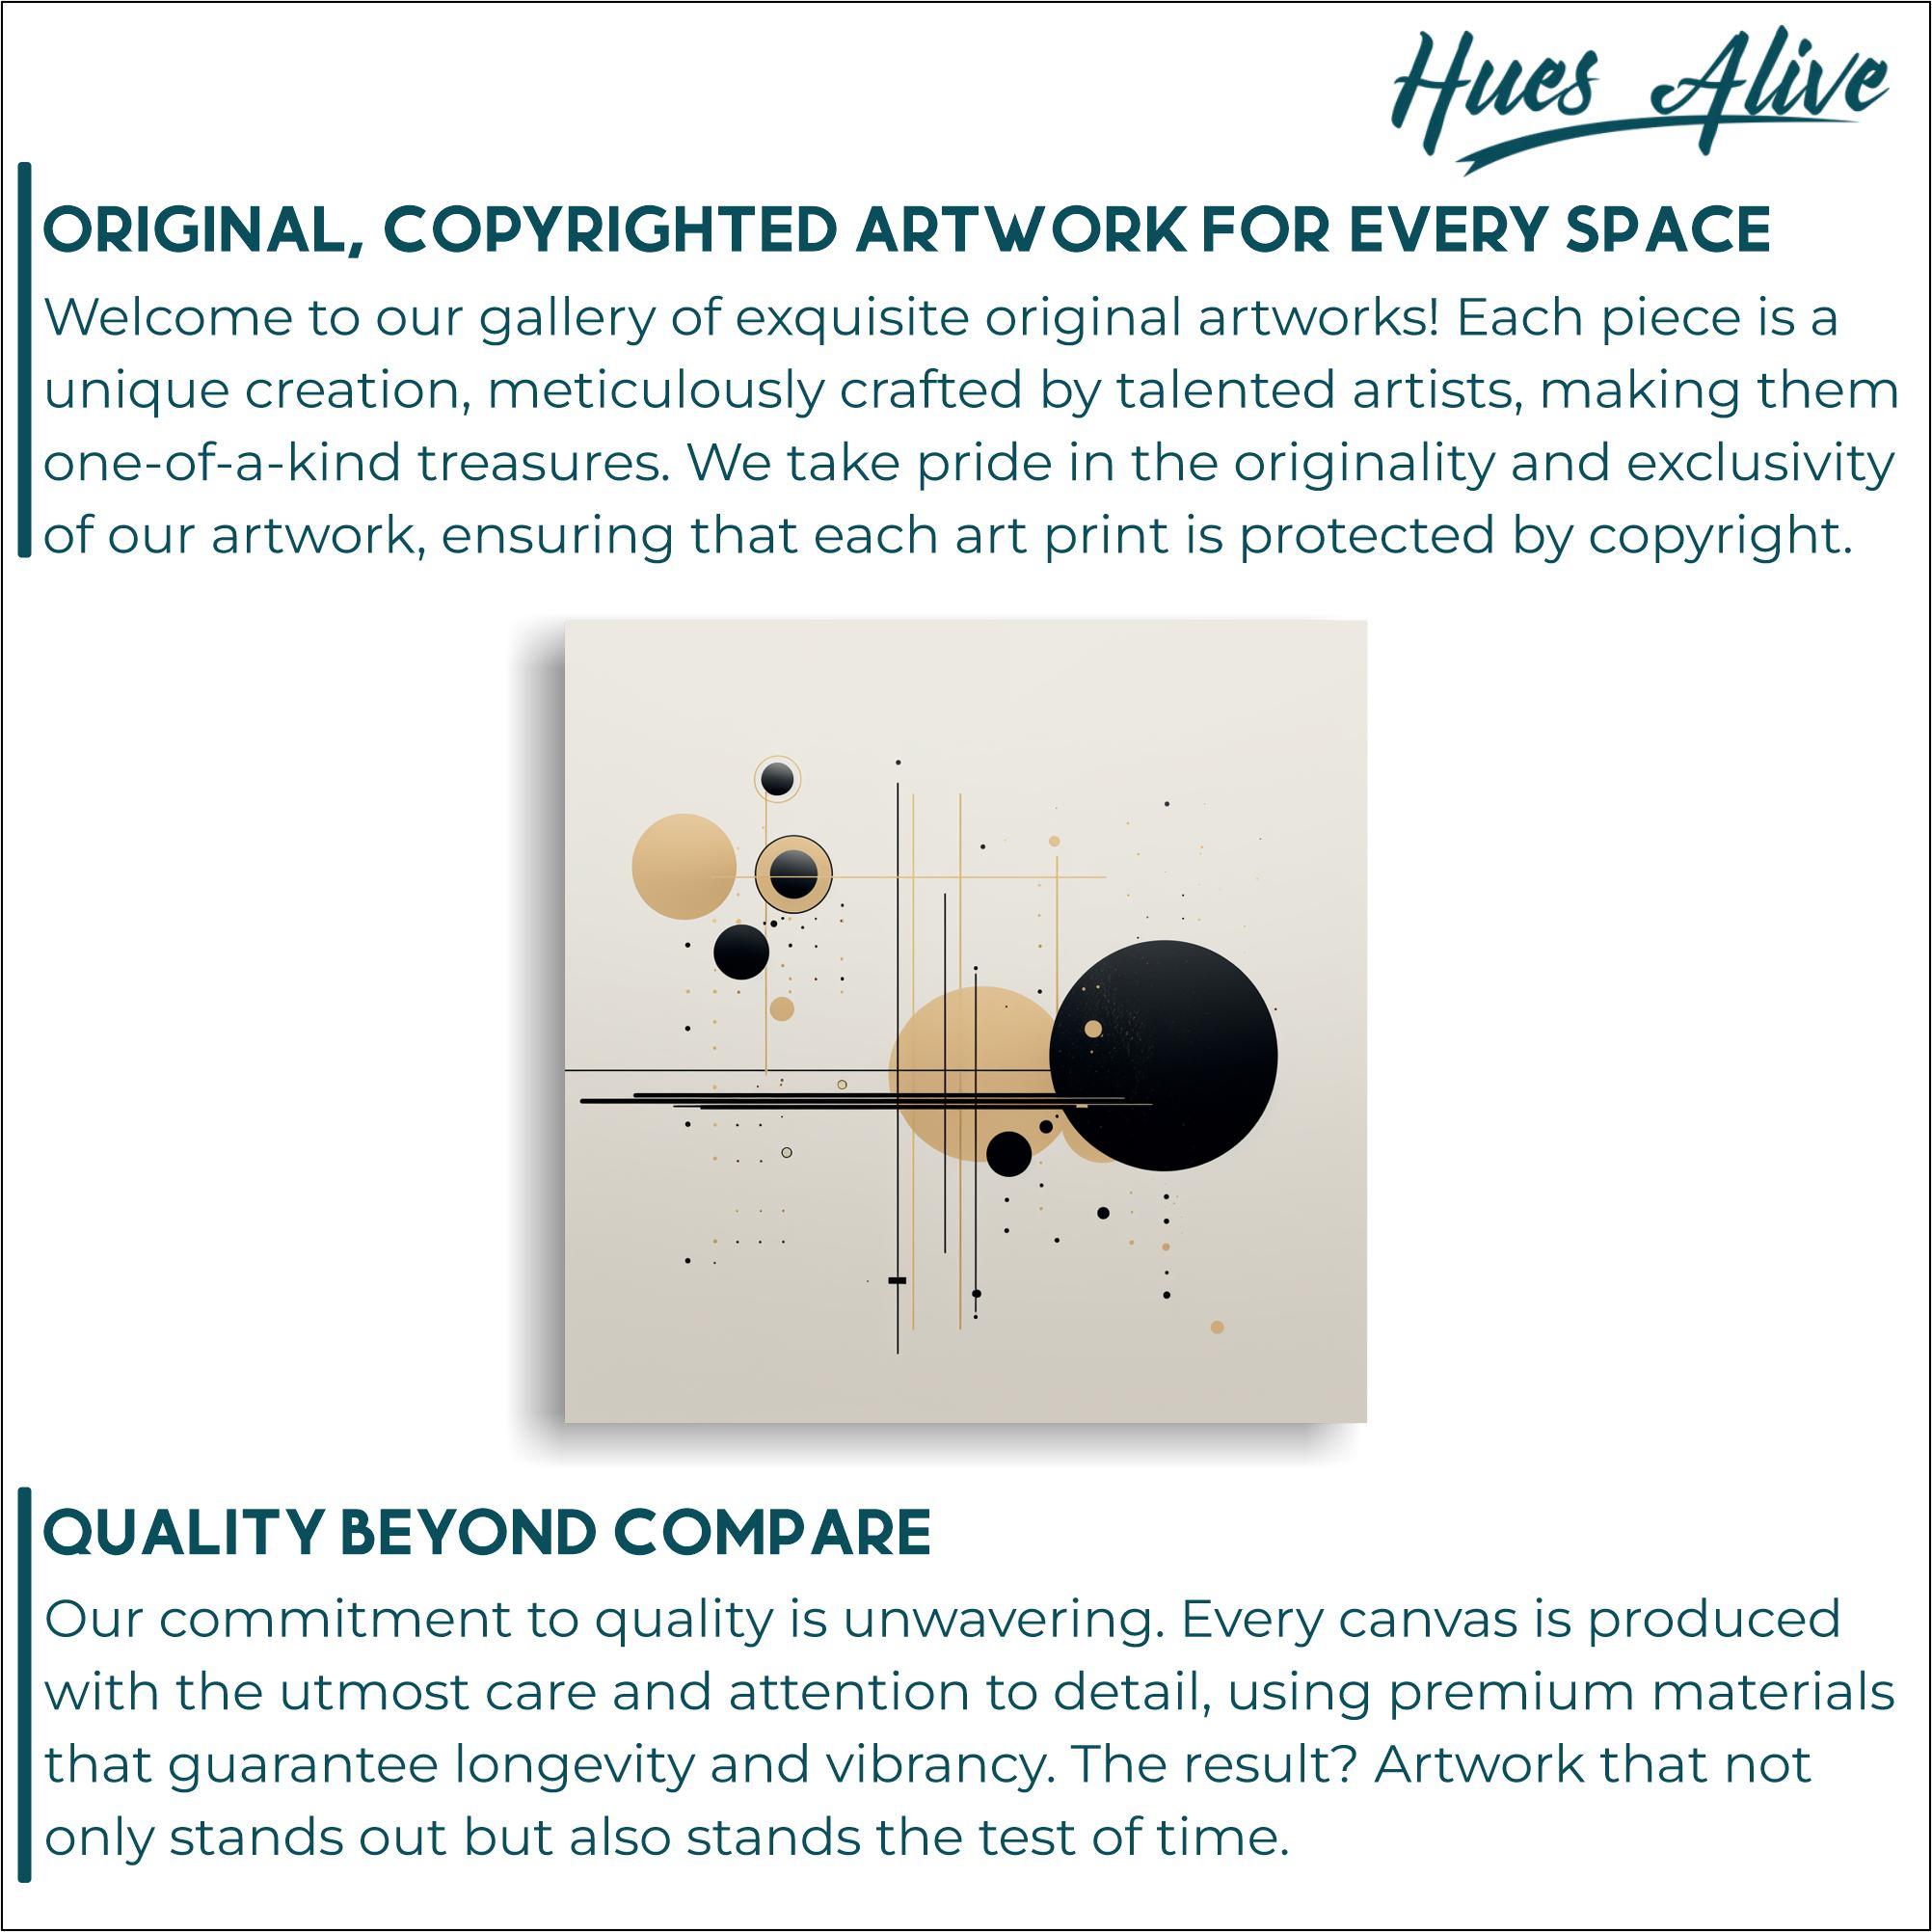 Hues Alive
ORIGINAL, COPYRIGHTED ARTWORK FOR EVERY SPACE
Welcome to our gallery of exquisite original artworks! Each piece is a
unique creation, meticulously crafted by talented artists, making them
one-of-a-kind treasures. We take pride in the originality and exclusivity
of our artwork, ensuring that each art print is protected by copyright.
QUALITY BEYOND COMPARE
Our commitment to quality is unwavering. Every canvas is produced
with the utmost care and attention to detail, using premium materials
that guarantee longevity and vibrancy. The result? Artwork that not
only stands out but also stands the test of time.